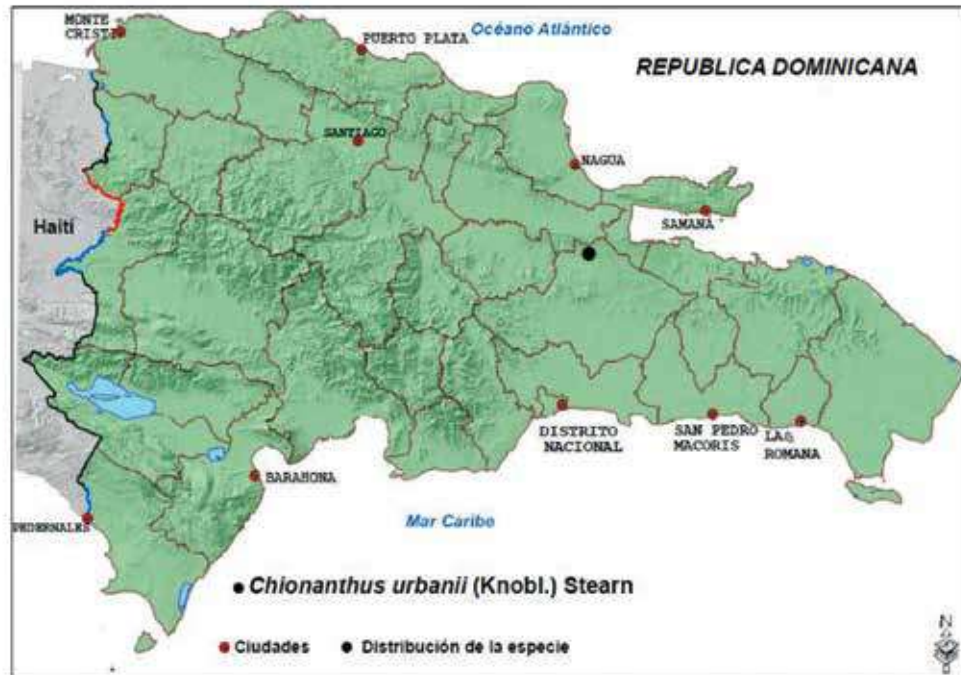 MONTE
CRISTI
PUERTO PLATA
Océano Atlántico
REPUBLICA DOMINICANA
SANTIAGO
NAGUA
SAMANA
Haití
DISTRITO
NACIONAL
SAN PEDRO
MACORIS
LA
ROMANA
BARAHONA
PEDERNALES
Mar Caribe
Chionanthus urbanii (Knobl.) Stearn
Ciudades
Distribución de la especie
N